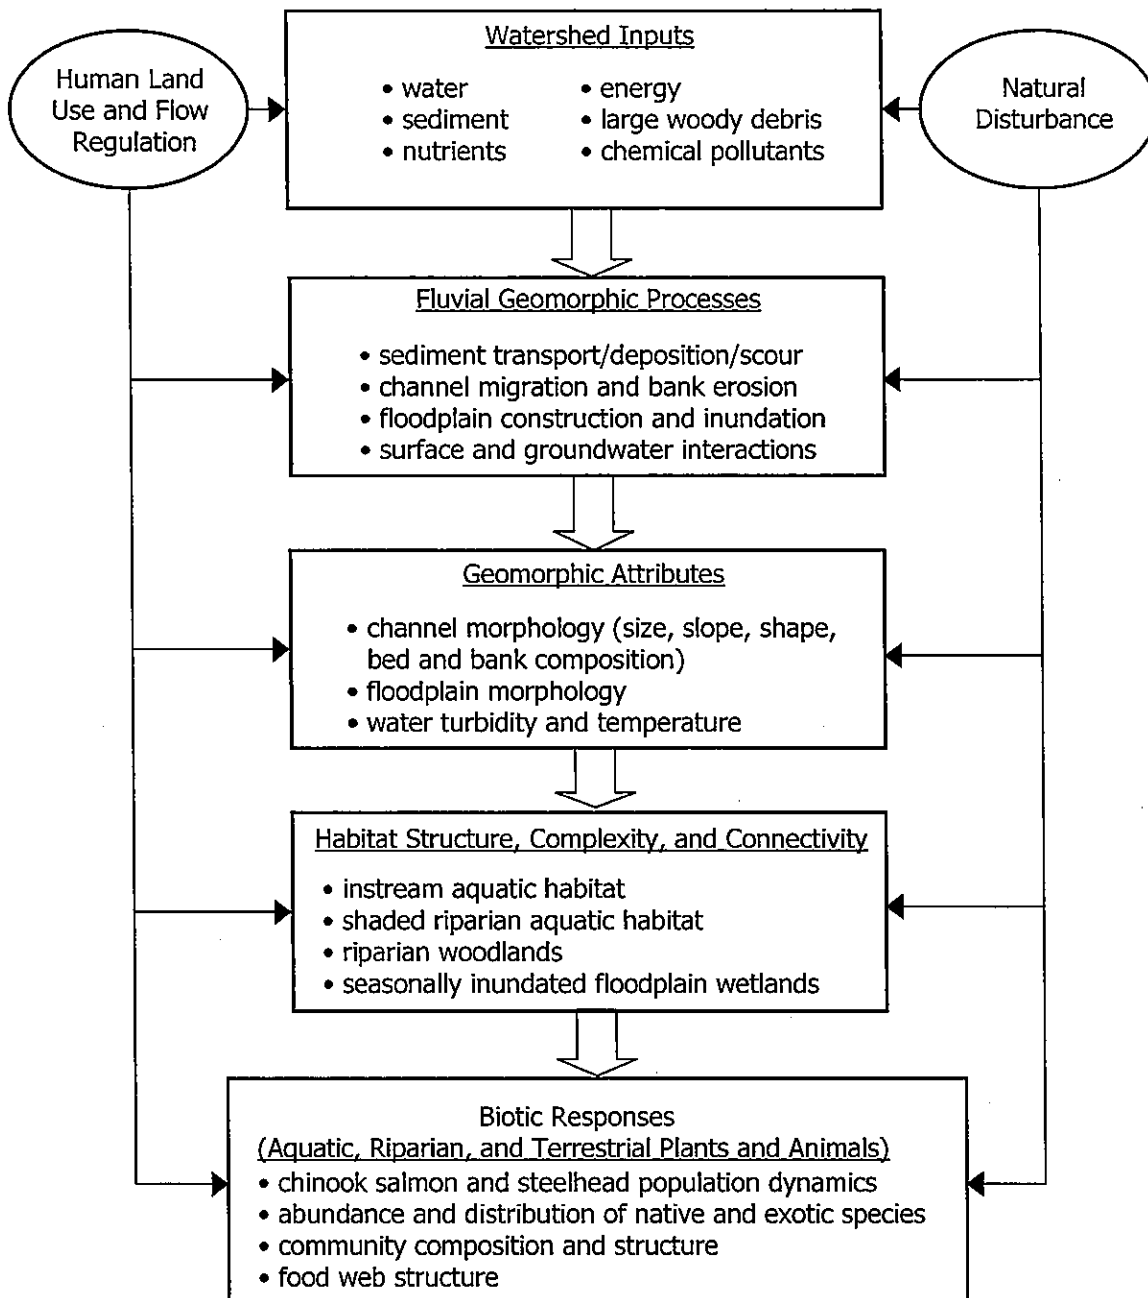 Human Land
Use and Flow
Regulation
Watershed Inputs
• water
• sediment
• nutrients
• energy
• large woody debris
• chemical pollutants
Natural
Disturbance
Fluvial Geomorphic Processes
• sediment transport/deposition/scour
• channel migration and bank erosion
• floodplain construction and inundation
• surface and groundwater interactions
Geomorphic Attributes
• channel morphology (size, slope, shape,
bed and bank composition)
• floodplain morphology
• water turbidity and temperature
Habitat Structure, Complexity, and Connectivity
• instream aquatic habitat
• shaded riparian aquatic habitat
• riparian woodlands
• seasonally inundated floodplain wetlands
Biotic Responses
(Aquatic, Riparian, and Terrestrial Plants and Animals)
• chinook salmon and steelhead population dynamics
• abundance and distribution of native and exotic species
• community composition and structure
• food web structure